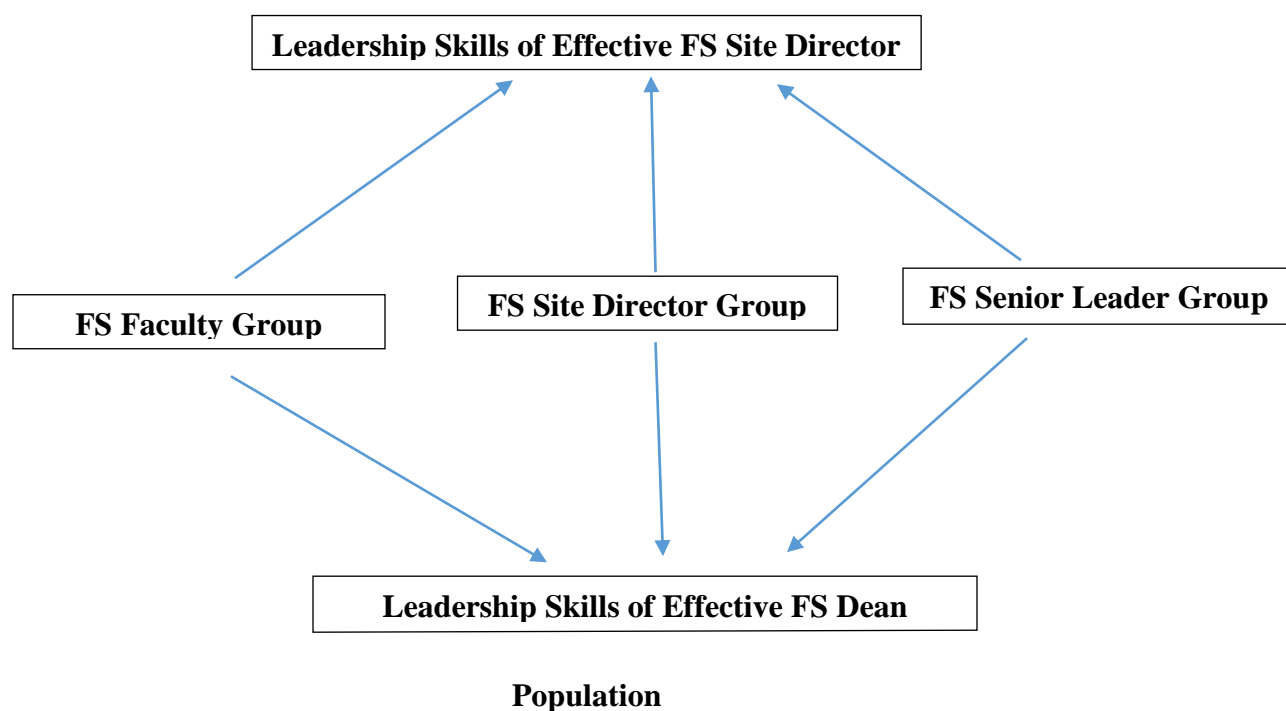 Leadership Skills of Effective FS Site Director
FS Faculty Group
FS Site Director Group
FS Senior Leader Group
Leadership Skills of Effective FS Dean
Population